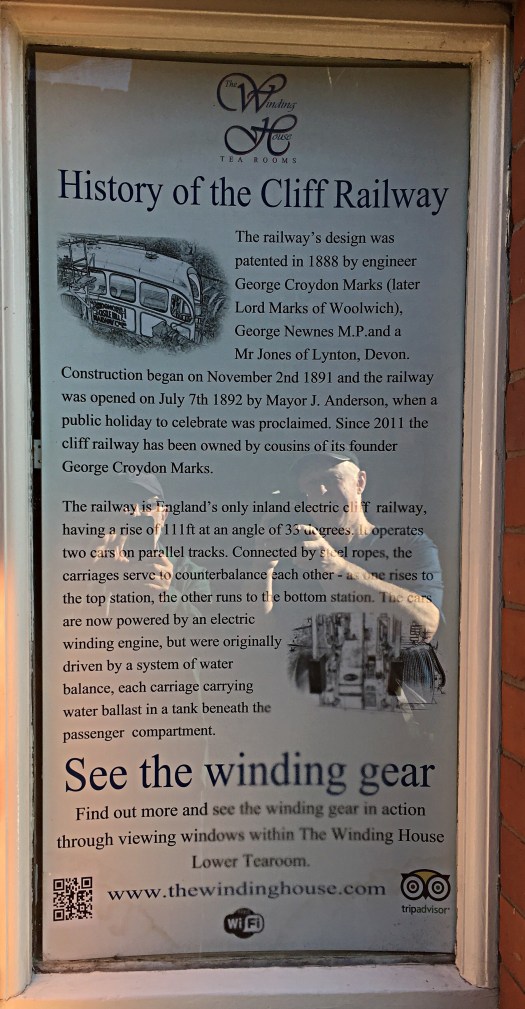 The
Winding
House
TEA ROOMS
History of the Cliff Railway
The railway's design was
patented in 1888 by engineer
George Croydon Marks (later
Lord Marks of Woolwich),
George Newnes M.P.and a
Mr Jones of Lynton, Devon.
Construction began on November 2nd 1891 and the railway
was opened on July 7th 1892 by Mayor J. Anderson, when a
public holiday to celebrate was proclaimed. Since 2011 the
cliff railway has been owned by cousins of its founder
George Croydon Marks.
The railway is England's only inland electric cliff railway,
having a rise of 111ft at an angle of 33 degrees. It operates
two cars on parallel tracks. Connected by steel ropes, the
carriages serve to counterbalance each other - as one rises to
the top station, the other runs to the bottom station. The cars
are now powered by an electric
winding engine, but were originally
driven by a system of water
balance, each carriage carrying
water ballast in a tank beneath the
passenger compartment.
See the winding gear
Find out more and see the winding gear in action
through viewing windows within The Winding House
Lower Tearoom.
www.thewindinghouse.com
tripadvisor
WiFi